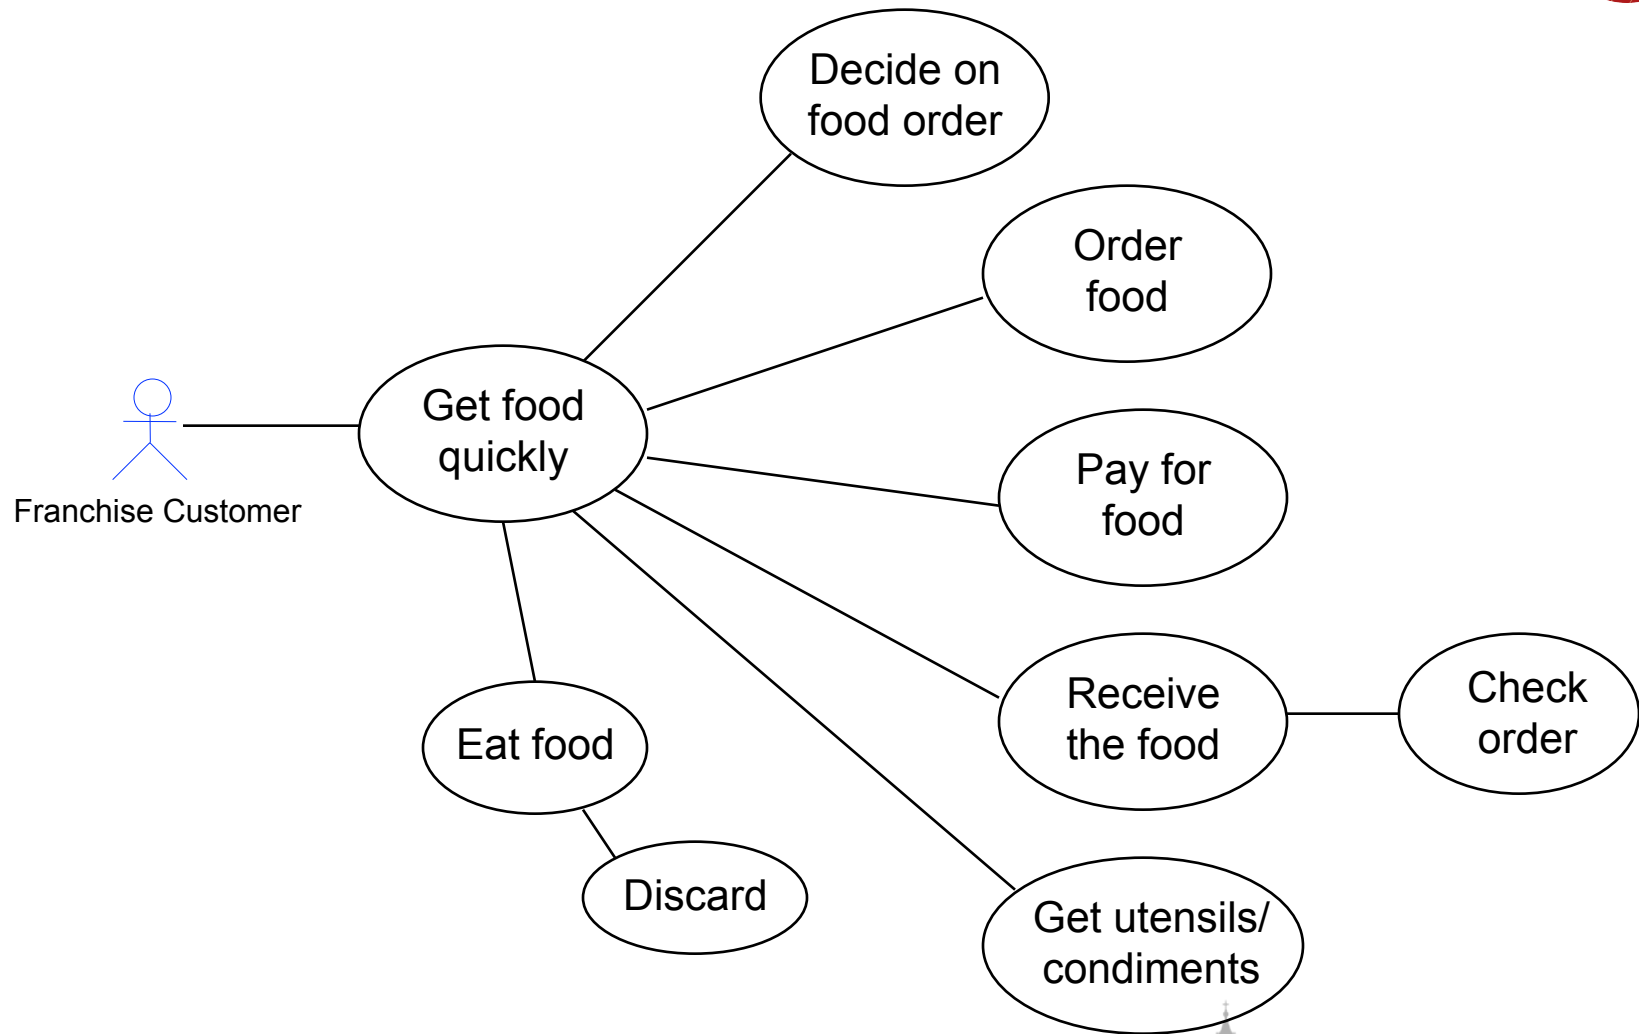 Decide on
food order
Order
food
Get food
quickly
Franchise Customer
Pay for
food
Receive
the food
Check
order
Eat food
Discard
Get utensils/
condiments